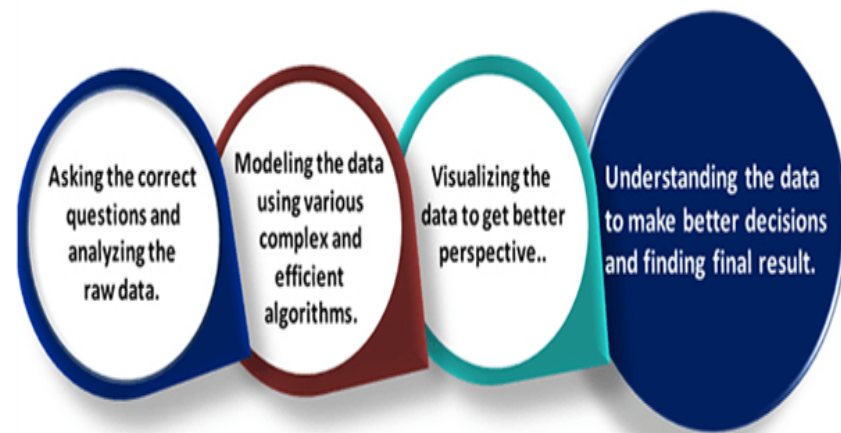 Asking the correct
questions and
analyzing the
raw data.
Modeling the data
using various
complex and
efficient
algorithms.
Visualizing the
data to get better
perspective..
Understanding the data
to make better decisions
and finding final result.